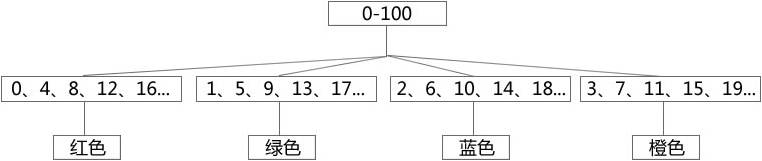 0-100
0、4、8、12、16...
1、5、9、13、17...
2、6、10、14、18...
3、7、11、15、19...
红色
绿色
蓝色
橙色